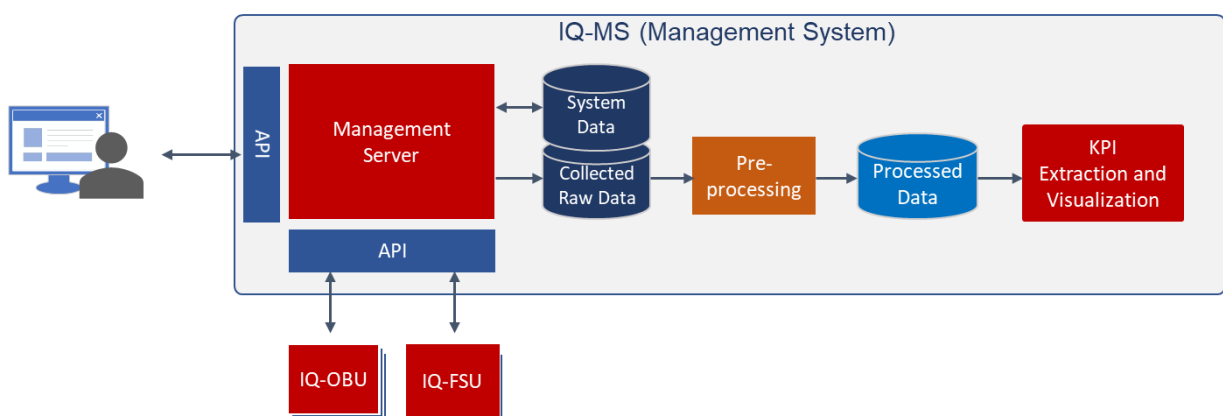 IQ-MS (Management System)
API
Management
Server
System
Data
Collected
Raw Data
Pre-
processing
Processed
Data
KPI
Extraction and
Visualization
API
IQ-OBU
IQ-FSU